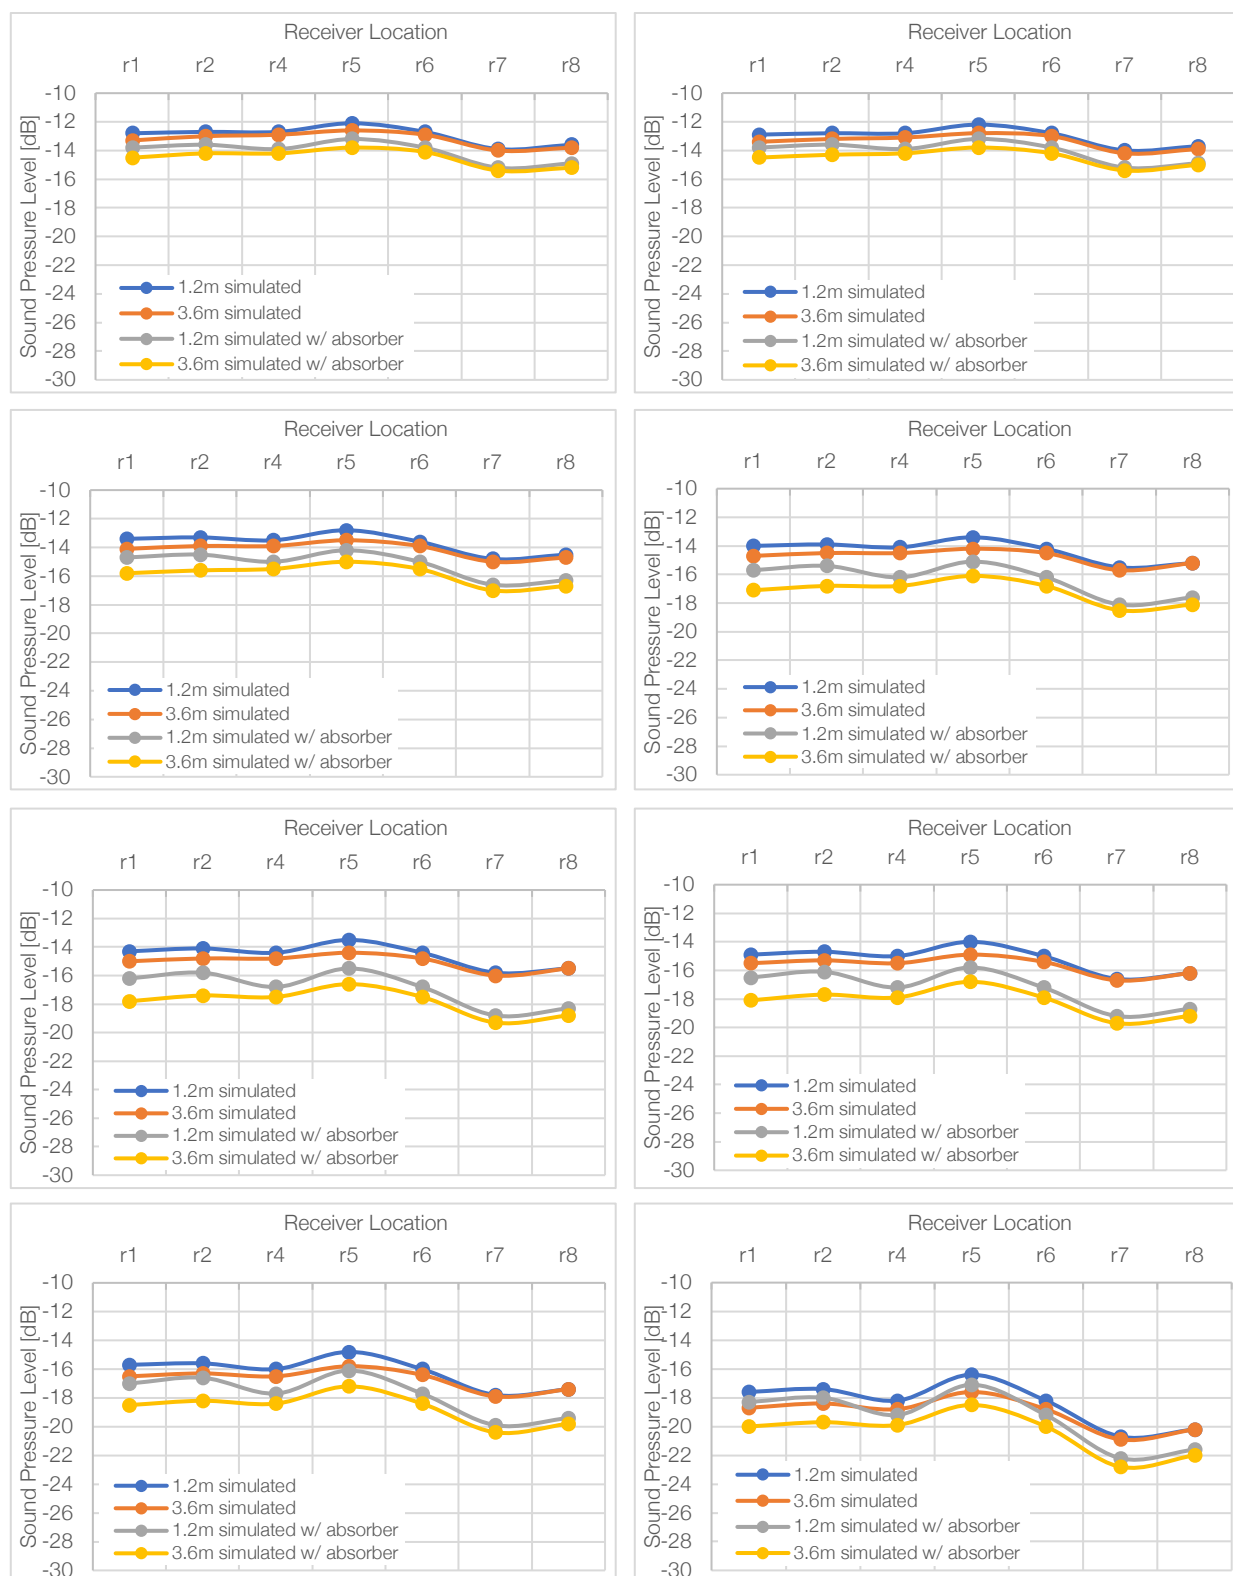 Receiver Location
r1 r2 r4 r5 r6 r7 r8
Sound Pressure Level [dB]
-10
-12
-14
-16
-18
-20
-22
-24
-26
-28
-30
1.2m simulated
3.6m simulated
1.2m simulated w/ absorber
3.6m simulated w/ absorber
Receiver Location
r1 r2 r4 r5 r6 r7 r8
Sound Pressure Level [dB]
-10
-12
-14
-16
-18
-20
-22
-24
-26
-28
-30
1.2m simulated
3.6m simulated
1.2m simulated w/ absorber
3.6m simulated w/ absorber
Receiver Location
r1 r2 r4 r5 r6 r7 r8
Sound Pressure Level [dB]
-10
-12
-14
-16
-18
-20
-22
-24
-26
-28
-30
1.2m simulated
3.6m simulated
1.2m simulated w/ absorber
3.6m simulated w/ absorber
Receiver Location
r1 r2 r4 r5 r6 r7 r8
Sound Pressure Level [dB]
-10
-12
-14
-16
-18
-20
-22
-24
-26
-28
-30
1.2m simulated
3.6m simulated
1.2m simulated w/ absorber
3.6m simulated w/ absorber
Receiver Location
r1 r2 r4 r5 r6 r7 r8
Sound Pressure Level [dB]
-10
-12
-14
-16
-18
-20
-22
-24
-26
-28
-30
1.2m simulated
3.6m simulated
1.2m simulated w/ absorber
3.6m simulated w/ absorber
Receiver Location
r1 r2 r4 r5 r6 r7 r8
Sound Pressure Level [dB]
-10
-12
-14
-16
-18
-20
-22
-24
-26
-28
-30
1.2m simulated
3.6m simulated
1.2m simulated w/ absorber
3.6m simulated w/ absorber
Receiver Location
r1 r2 r4 r5 r6 r7 r8
Sound Pressure Level [dB]
-10
-12
-14
-16
-18
-20
-22
-24
-26
-28
-30
1.2m simulated
3.6m simulated
1.2m simulated w/ absorber
3.6m simulated w/ absorber
Receiver Location
r1 r2 r4 r5 r6 r7 r8
Sound Pressure Level [dB]
-10
-12
-14
-16
-18
-20
-22
-24
-26
-28
-30
1.2m simulated
3.6m simulated
1.2m simulated w/ absorber
3.6m simulated w/ absorber